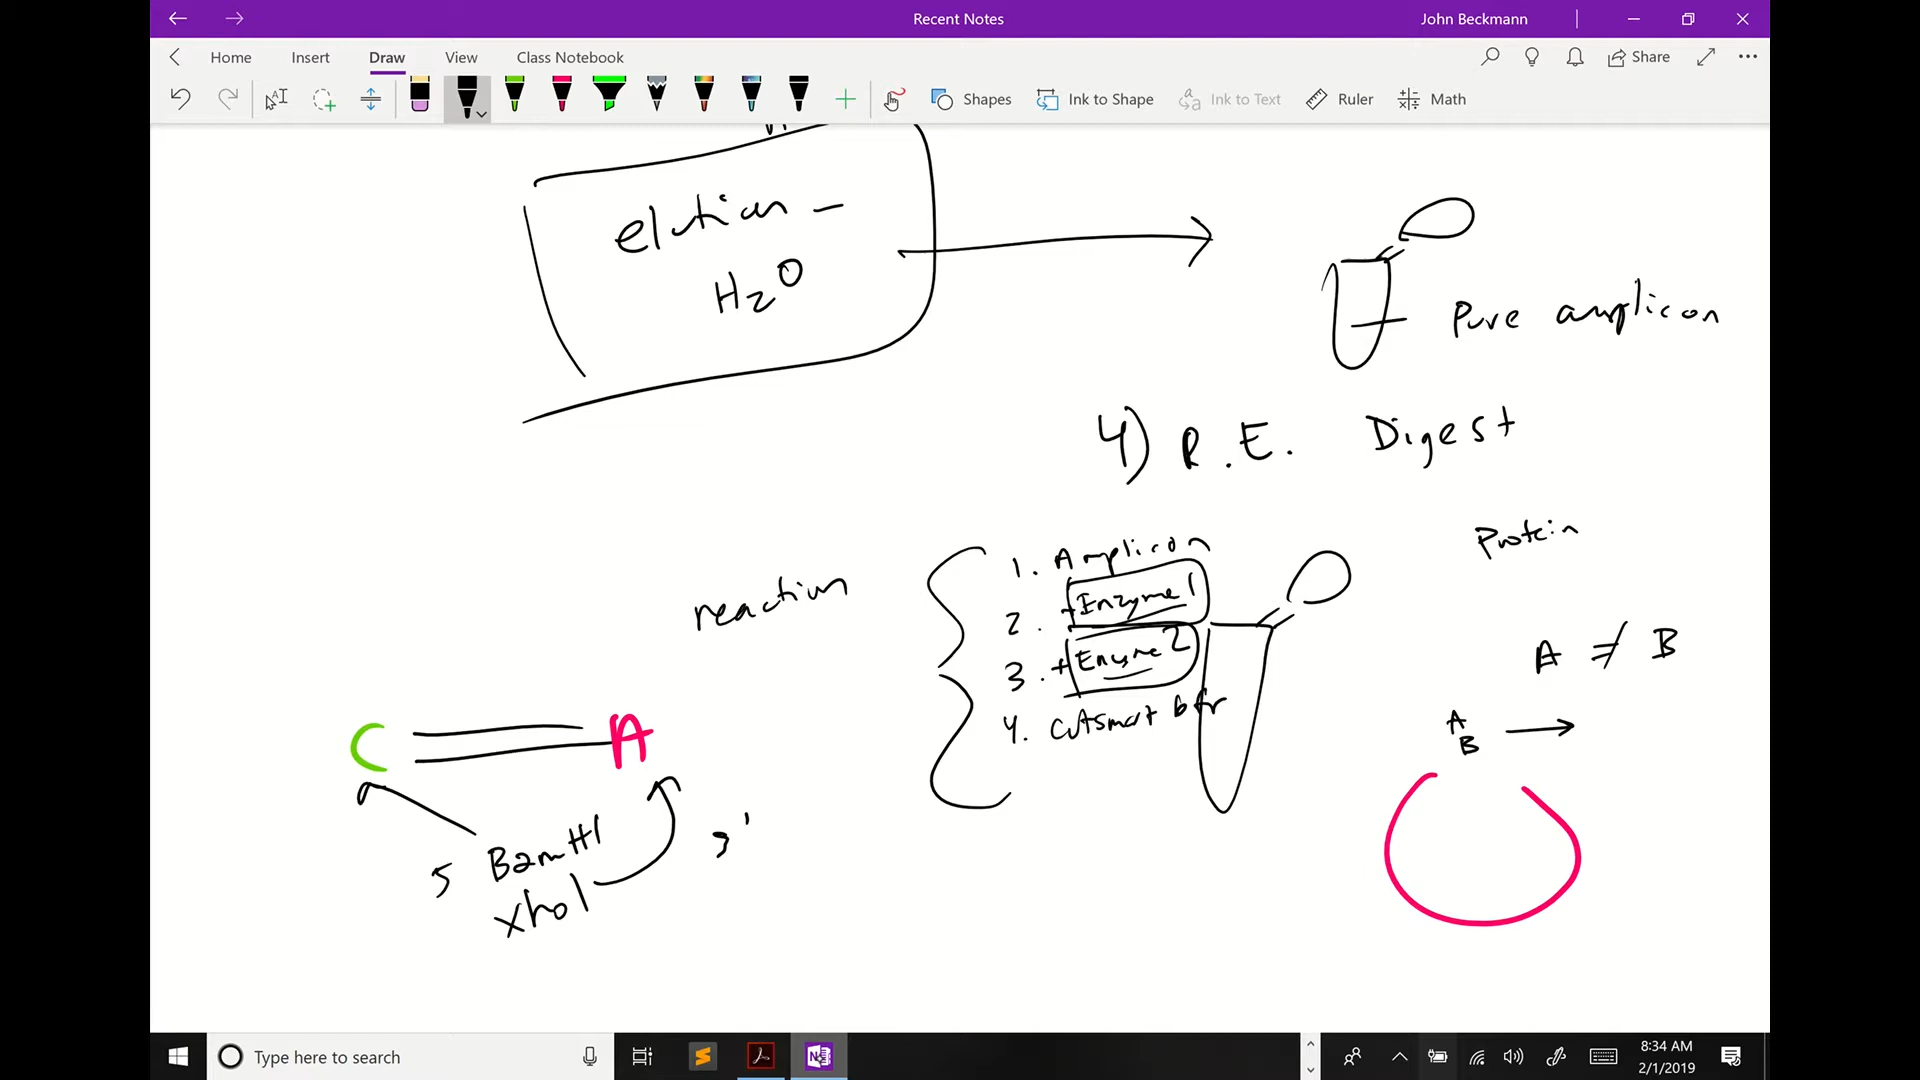 Recent Notes
John Beckmann
Home Insert Draw View Class Notebook
Share
Shapes
Ink to Shape
Ink to Text
Ruler
Math
elution -
H2O
Pure amplicon
4) R.E. Digest
Protein
reaction
1. Amplicon
2. + Enzyme 1
3. + Enzyme 2
4. Cutsmart bfr
A ≠ B
A
B
C
A
5 BamH1
3'
xho1
Type here to search
8:34 AM
2/1/2019